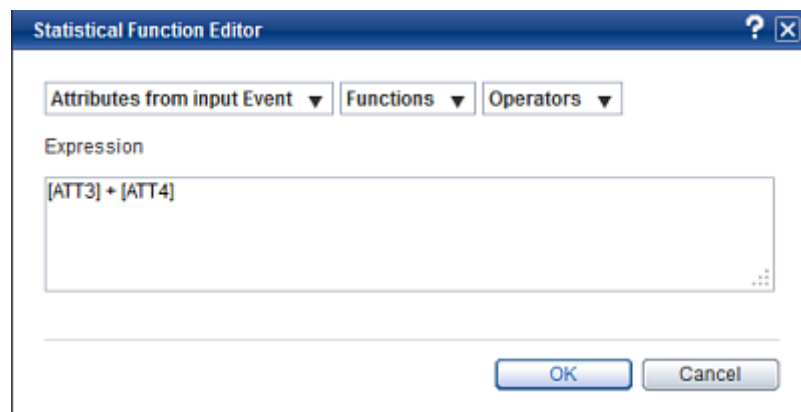 Statistical Function Editor ?
Attributes from input Event Functions Operators
Expression
[ATT3] + [ATT4]
OK Cancel